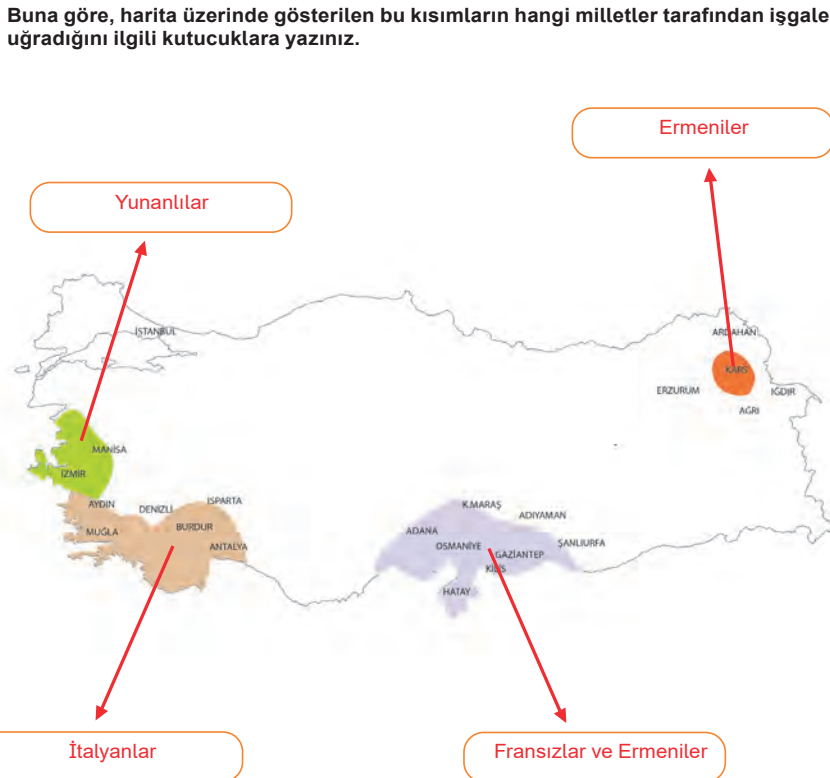 Buna göre, harita üzerinde gösterilen bu kısımların hangi milletler tarafından işgale
uğradığını ilgili kutucuklara yazınız.
Ermeniler
Yunanlılar
İSTANBUL
ARDAHAN
KARS
ERZURUM
IĞDIR
AĞRI
MANİSA
İZMİR
AYDIN
DENİZLİ
ISPARTA
MUĞLA
BURDUR
ANTALYA
K.MARAŞ
ADIYAMAN
ADANA
OSMANİYE
ŞANLIURFA
GAZİANTEP
KİLİS
HATAY
İtalyanlar
Fransızlar ve Ermeniler